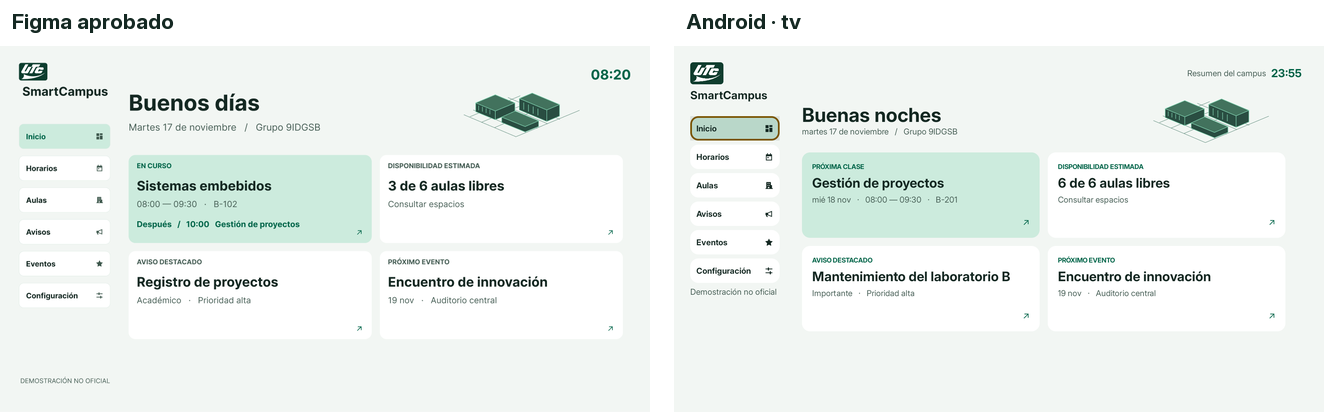 Figma aprobado
UTC
SmartCampus
08:20
Buenos días
Martes 17 de noviembre / Grupo 9IDGSB
Inicio
Horarios
Aulas
Avisos
Eventos
Configuración
EN CURSO
Sistemas embebidos
08:00 — 09:30 · B-102
Después / 10:00 Gestión de proyectos
DISPONIBILIDAD ESTIMADA
3 de 6 aulas libres
Consultar espacios
AVISO DESTACADO
Registro de proyectos
Académico · Prioridad alta
PRÓXIMO EVENTO
Encuentro de innovación
19 nov · Auditorio central
DEMOSTRACIÓN NO OFICIAL
Android · tv
UTC
SmartCampus
Resumen del campus 23:55
Buenas noches
martes 17 de noviembre / Grupo 9IDGSB
Inicio
Horarios
Aulas
Avisos
Eventos
Configuración
Demostración no oficial
PRÓXIMA CLASE
Gestión de proyectos
mié 18 nov · 08:00 — 09:30 · B-201
DISPONIBILIDAD ESTIMADA
6 de 6 aulas libres
Consultar espacios
AVISO DESTACADO
Mantenimiento del laboratorio B
Importante · Prioridad alta
PRÓXIMO EVENTO
Encuentro de innovación
19 nov · Auditorio central